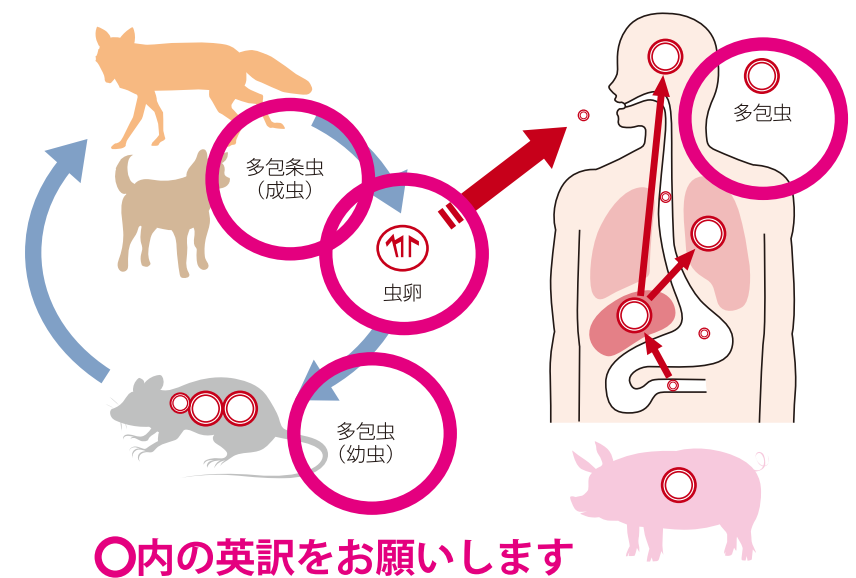 多包虫
多包条虫
（成虫）
虫卵
多包虫
（幼虫）
〇内の英訳をお願いします